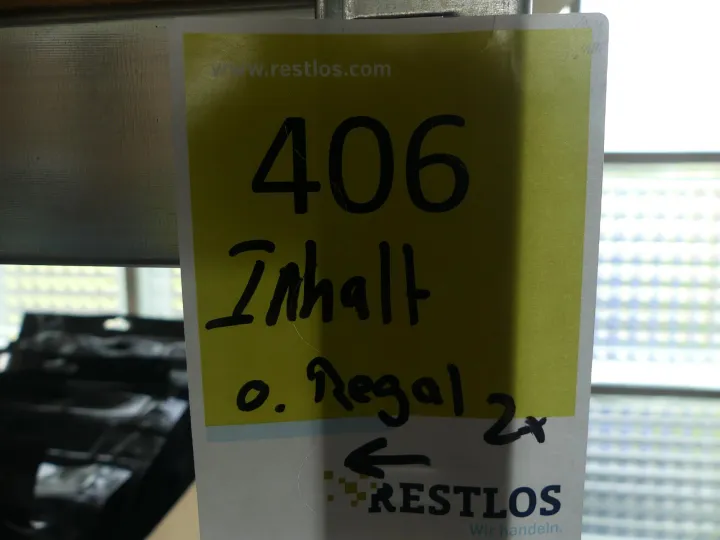 www.restlos.com
406
Inhalt
o. Regal 2x
←
RESTLOS
Wir handeln.